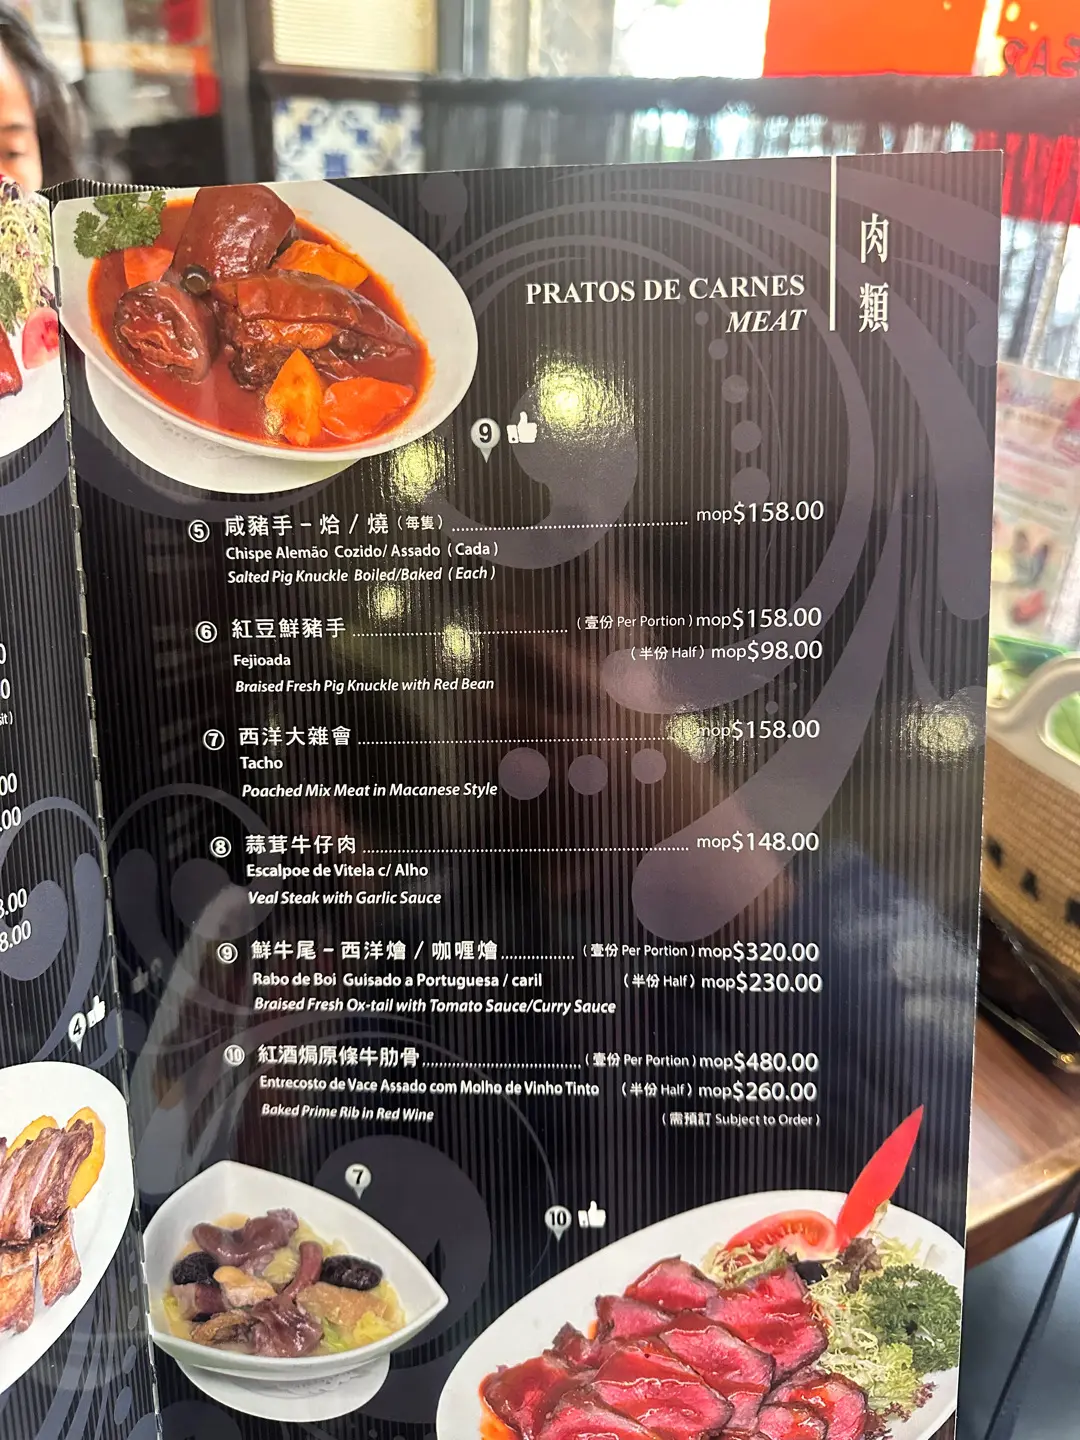 肉類
PRATOS DE CARNES
MEAT
9
⑤ 咸豬手－烚 / 燒（每隻）........ mop$158.00
Chispe Alemão Cozido/ Assado ( Cada )
Salted Pig Knuckle Boiled/Baked ( Each )
⑥ 紅豆鮮豬手 ........ ( 壹份 Per Portion ) mop$158.00
Fejioada ( 半份 Half ) mop$98.00
Braised Fresh Pig Knuckle with Red Bean
⑦ 西洋大雜會 ........ mop$158.00
Tacho
Poached Mix Meat in Macanese Style
⑧ 蒜茸牛仔肉 ........ mop$148.00
Escalpoe de Vitela c/ Alho
Veal Steak with Garlic Sauce
⑨ 鮮牛尾－西洋燴 / 咖喱燴 ........ ( 壹份 Per Portion ) mop$320.00
Rabo de Boi Guisado a Portuguesa / caril ( 半份 Half ) mop$230.00
Braised Fresh Ox-tail with Tomato Sauce/Curry Sauce
⑩ 紅酒焗原條牛肋骨 ........ ( 壹份 Per Portion ) mop$480.00
Entrecosto de Vace Assado com Molho de Vinho Tinto ( 半份 Half ) mop$260.00
Baked Prime Rib in Red Wine ( 需預訂 Subject to Order )
4
7
10